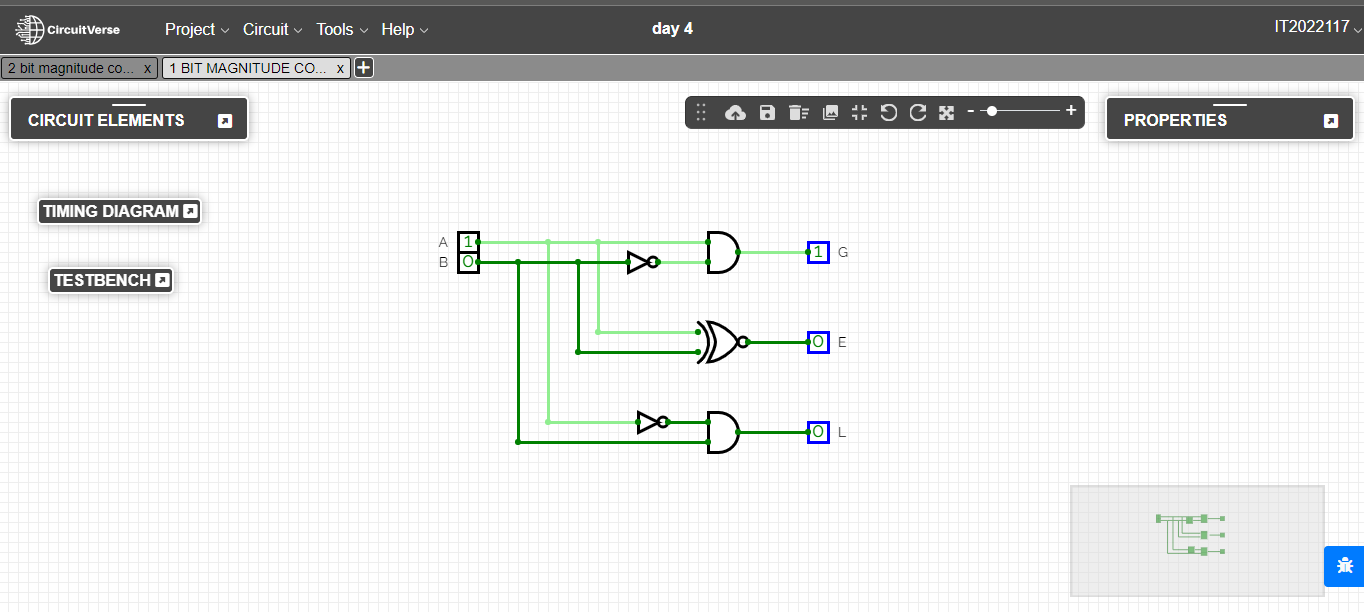 CircuitVerse Project Circuit Tools Help day 4 IT2022117
2 bit magnitude co... x 1 BIT MAGNITUDE CO... x +
CIRCUIT ELEMENTS
- +
PROPERTIES
TIMING DIAGRAM
TESTBENCH
A 1
B 0
1 G
0 E
0 L